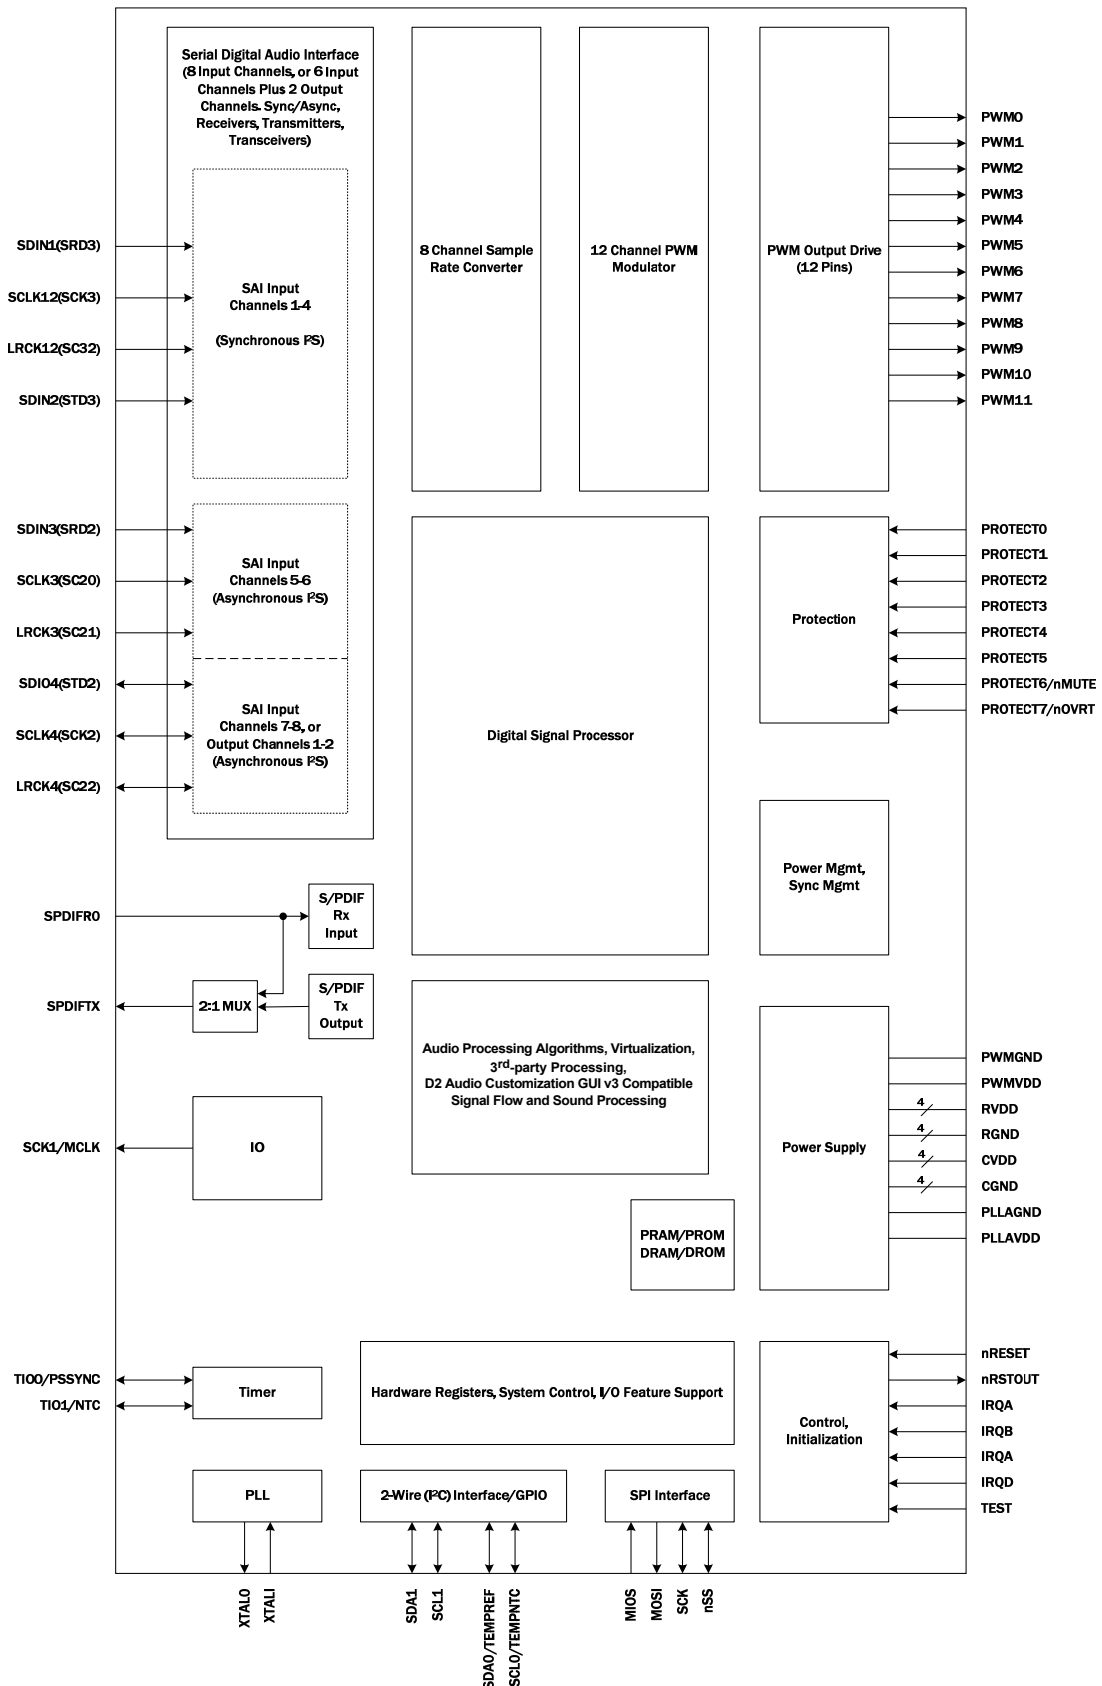 Serial Digital Audio Interface
(8 Input Channels, or 6 Input
Channels Plus 2 Output
Channels. Sync/Async,
Receivers, Transmitters,
Transceivers)
SDIN1(SRD3)
SCLK12(SCK3)
LRCK12(SC32)
SDIN2(STD3)
SAI Input
Channels 1-4
(Synchronous I²S)
SDIN3(SRD2)
SCLK3(SC20)
LRCK3(SC21)
SAI Input
Channels 5-6
(Asynchronous I²S)
SDIO4(STD2)
SCLK4(SCK2)
LRCK4(SC22)
SAI Input
Channels 7-8, or
Output Channels 1-2
(Asynchronous I²S)
8 Channel Sample
Rate Converter
12 Channel PWM
Modulator
PWM Output Drive
(12 Pins)
PWM0
PWM1
PWM2
PWM3
PWM4
PWM5
PWM6
PWM7
PWM8
PWM9
PWM10
PWM11
Digital Signal Processor
Protection
PROTECT0
PROTECT1
PROTECT2
PROTECT3
PROTECT4
PROTECT5
PROTECT6/nMUTE
PROTECT7/nOVRT
Power Mgmt,
Sync Mgmt
SPDIFR0
S/PDIF
Rx
Input
SPDIFTX
2:1 MUX
S/PDIF
Tx
Output
Audio Processing Algorithms, Virtualization,
3rd-party Processing,
D2 Audio Customization GUI v3 Compatible
Signal Flow and Sound Processing
SCK1/MCLK
IO
Power Supply
PWMGND
PWMVDD
4
RVDD
4
RGND
4
CVDD
4
CGND
PLLAGND
PLLAVDD
PRAM/PROM
DRAM/DROM
TIO0/PSSYNC
TIO1/NTC
Timer
Hardware Registers, System Control, I/O Feature Support
Control,
Initialization
nRESET
nRSTOUT
IRQA
IRQB
IRQA
IRQD
TEST
PLL
2-Wire (I²C) Interface/GPIO
SPI Interface
XTALO
XTALI
SDA1
SCL1
SDA0/TEMPREF
SCL0/TEMPNTC
MIOS
MOSI
SCK
nSS